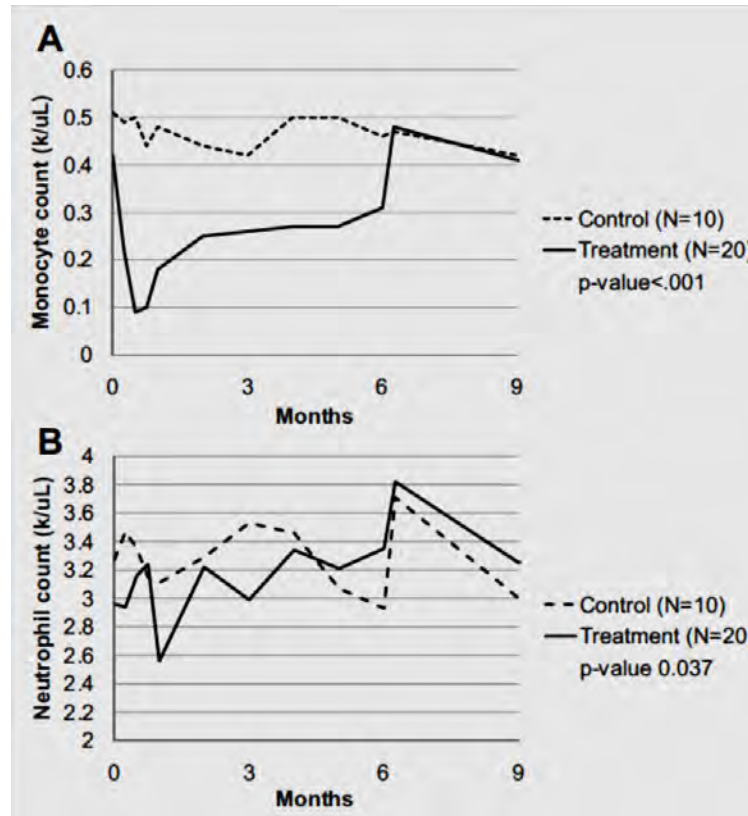 A
0.6
0.5
0.4
0.3
0.2
0.1
0
Monocyte count (k/uL)
0 3 6 9
Months
Control (N=10)
Treatment (N=20)
p-value<.001
B
4
3.8
3.6
3.4
3.2
3
2.8
2.6
2.4
2.2
2
Neutrophil count (k/uL)
0 3 6 9
Months
Control (N=10)
Treatment (N=20
p-value 0.037